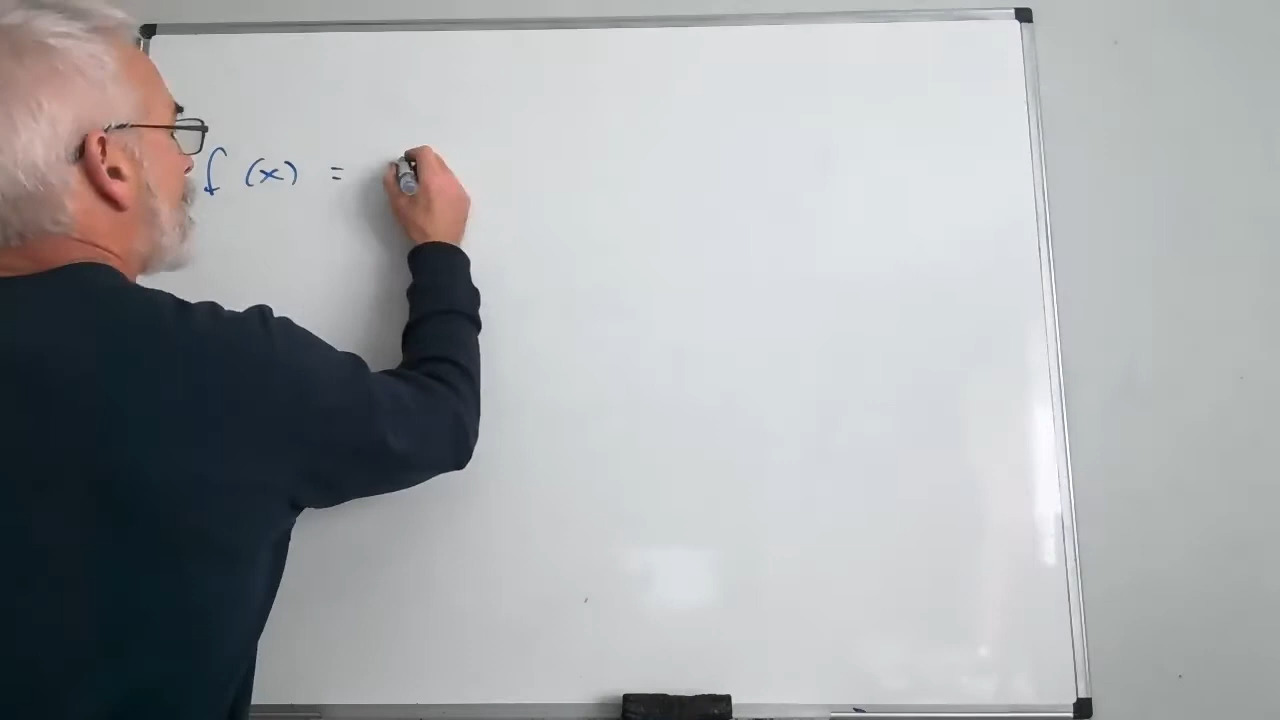 f (x) =